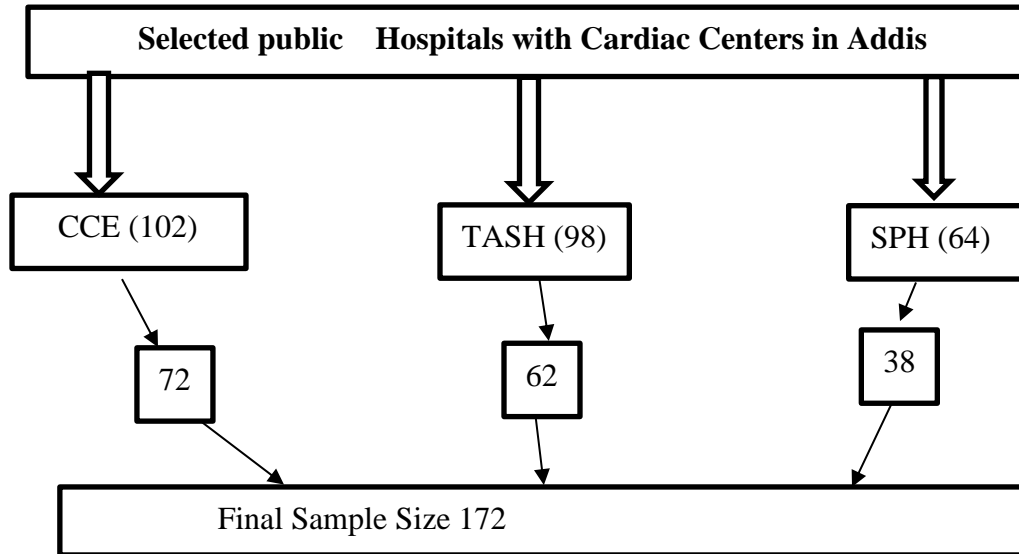 Selected public Hospitals with Cardiac Centers in Addis
CCE (102)
TASH (98)
SPH (64)
72
62
38
Final Sample Size 172